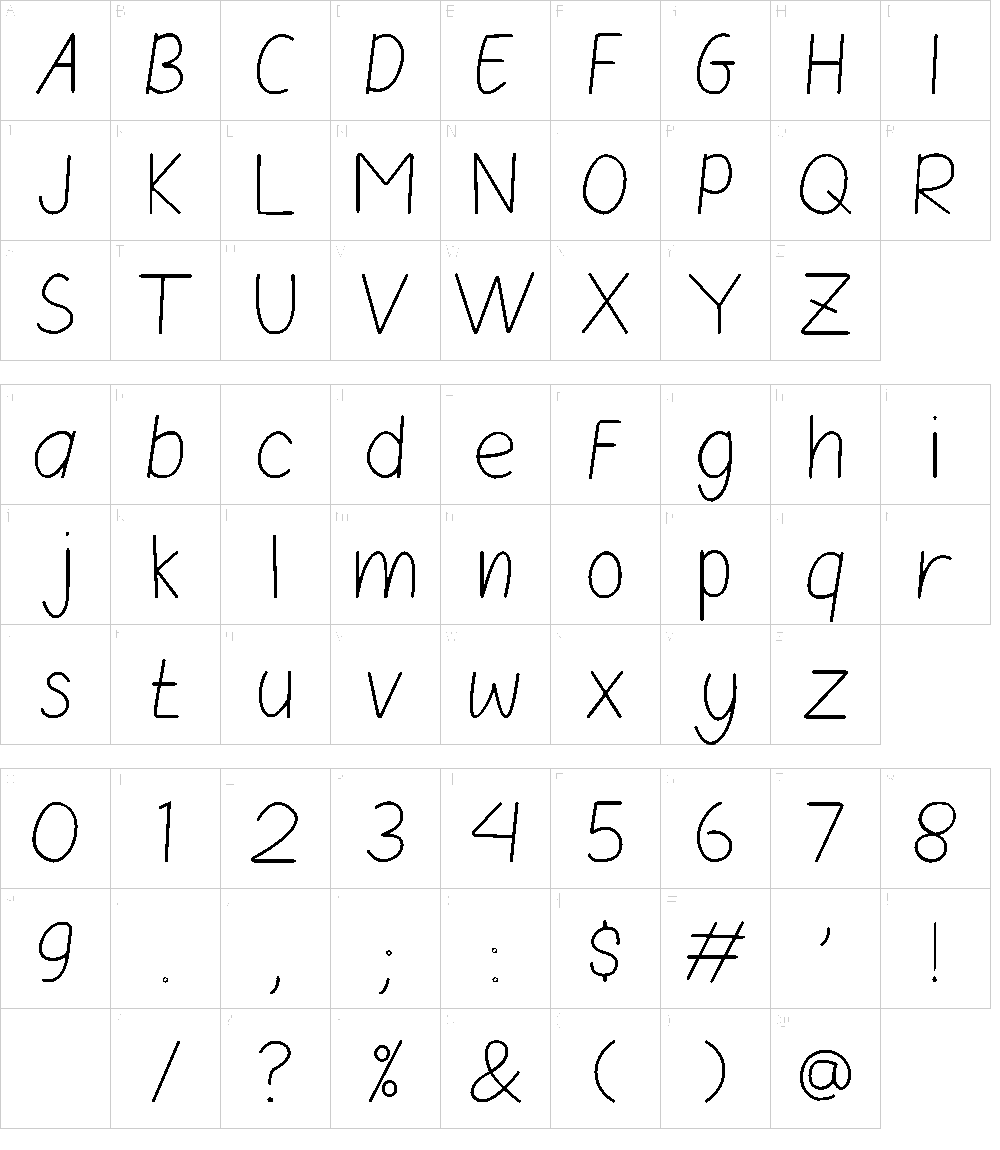 A B C D E F G H I
J K L M N O P Q R
S T U V W X Y Z
a b c d e F g h i
j k l m n o p q r
s t u v w x y z
0 1 2 3 4 5 6 7 8
9 . , ; : $ # ' !
/ ? % & ( ) @